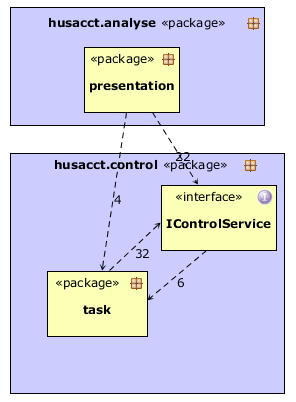 husacct.analyse «package»
«package»
presentation
22
husacct.control «package»
4
«interface»
IControlService
32
«package»
6
task